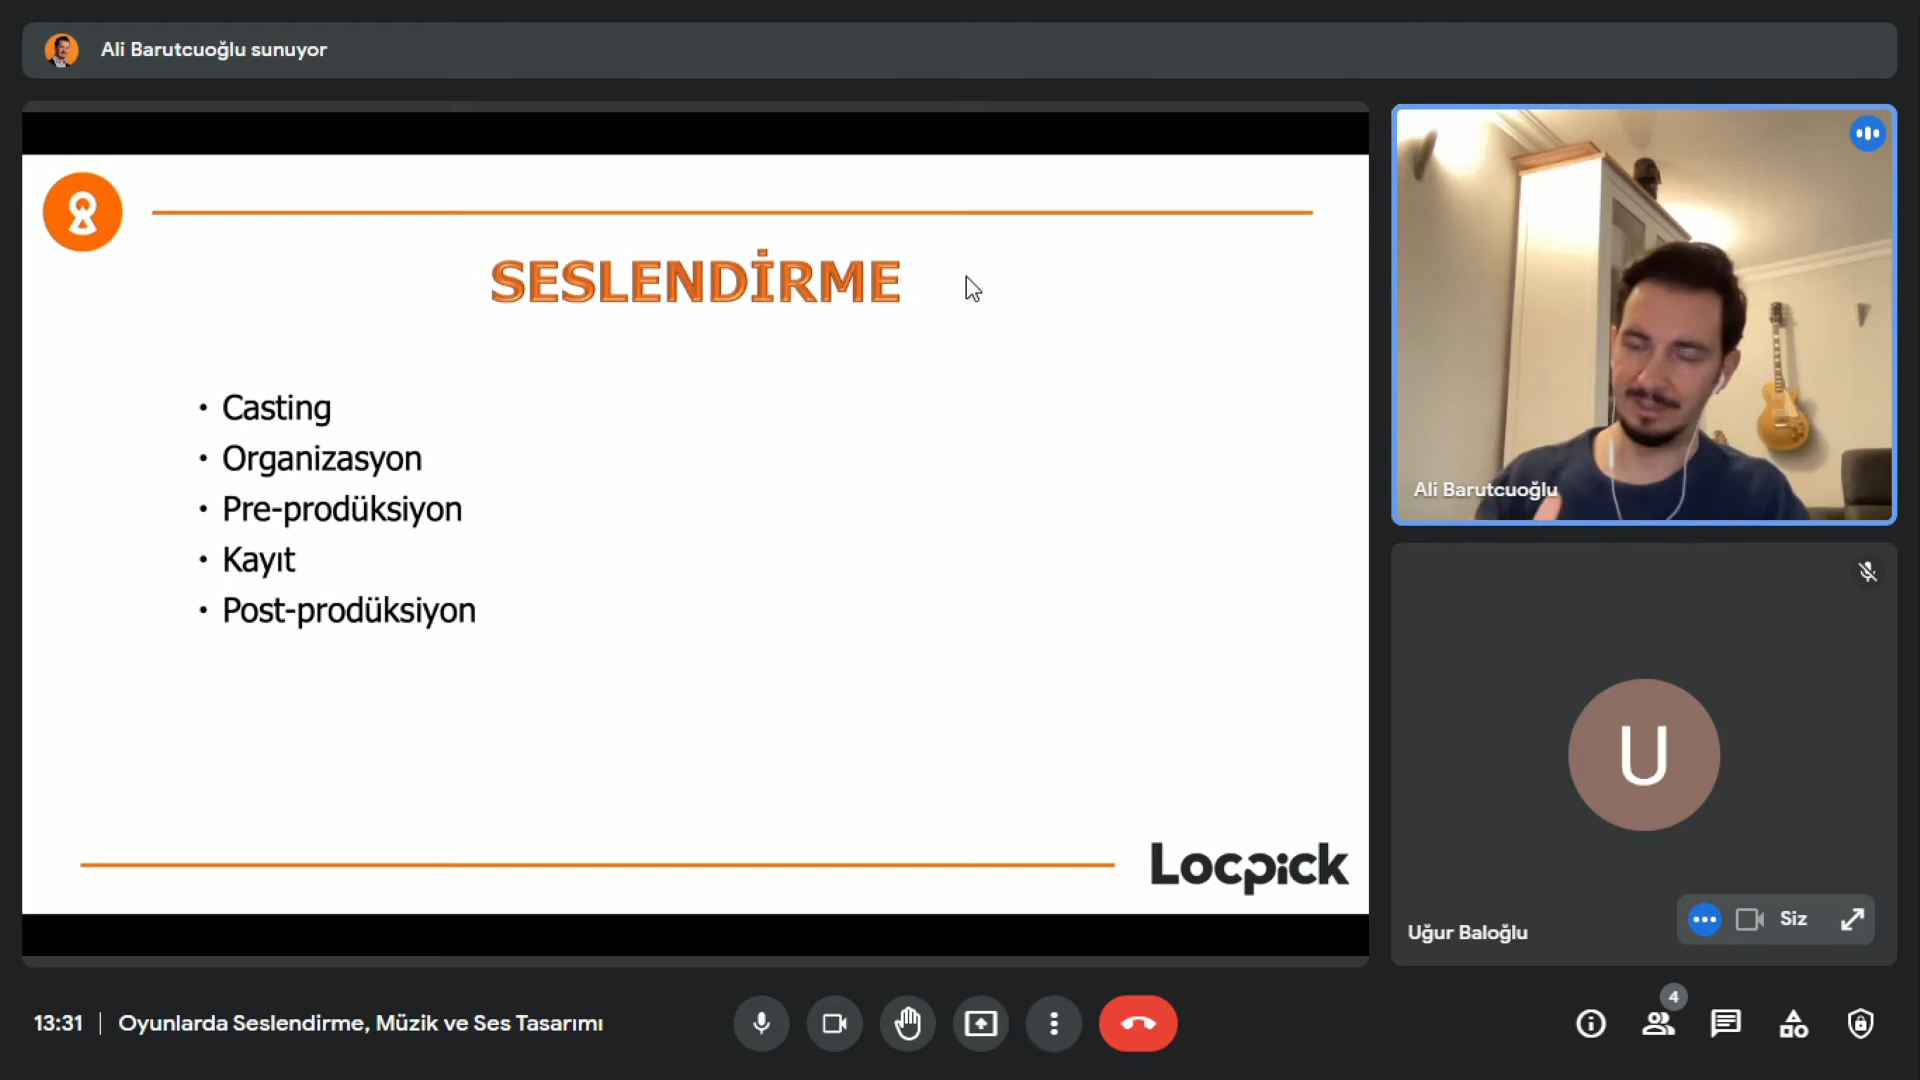 Ali Barutcuoğlu sunuyor
SESLENDİRME
• Casting
• Organizasyon
• Pre-prodüksiyon
• Kayıt
• Post-prodüksiyon
Locpick
Ali Barutcuoğlu
U
Uğur Baloğlu
Siz
13:31 | Oyunlarda Seslendirme, Müzik ve Ses Tasarımı
4